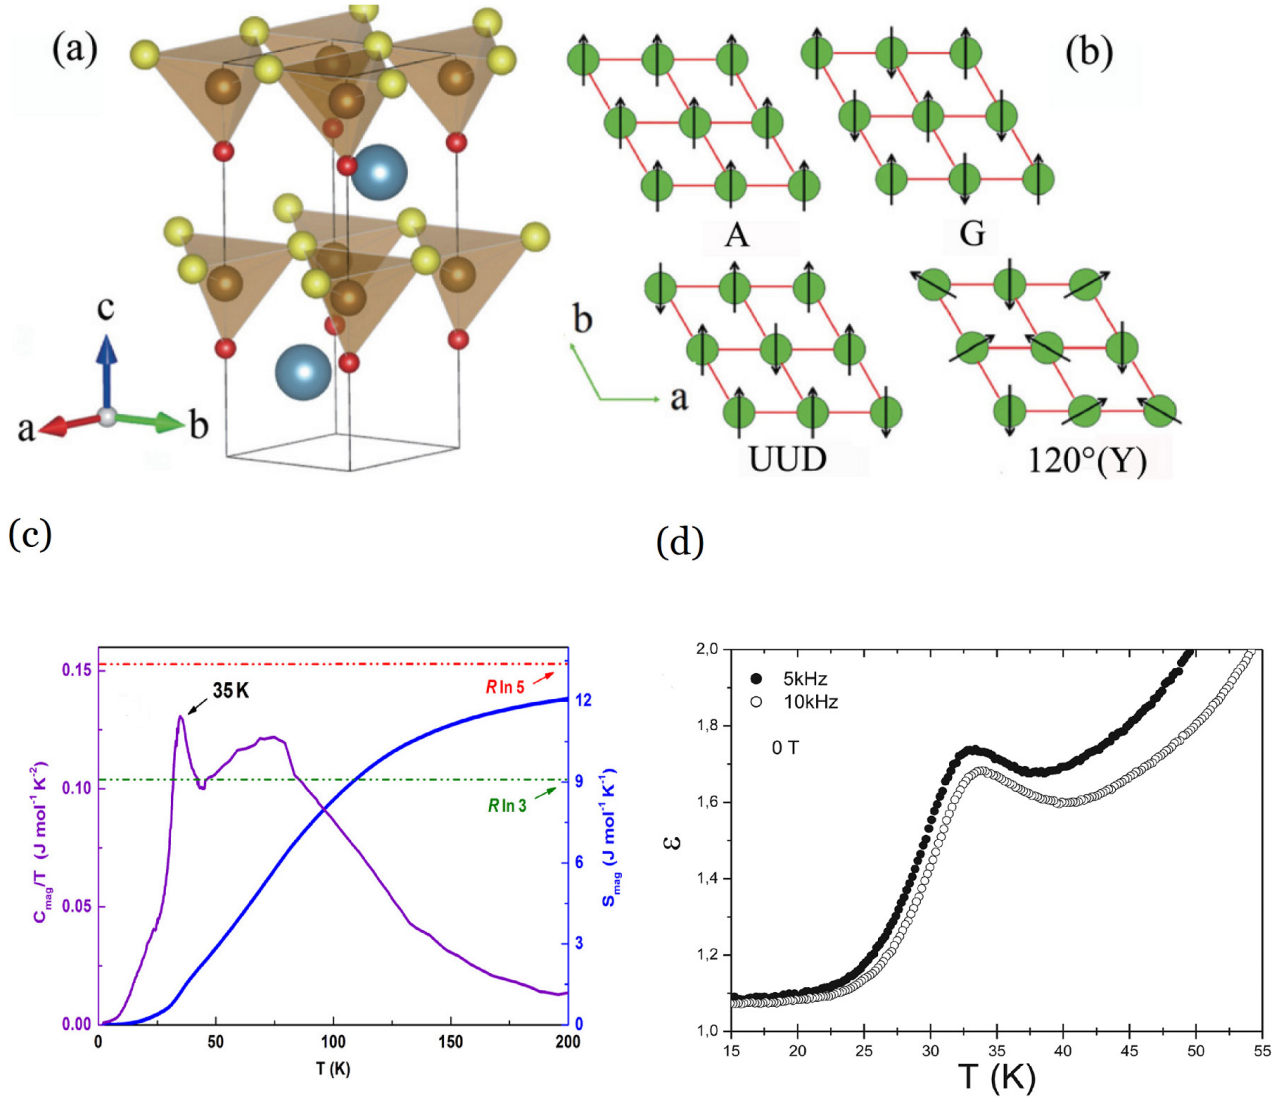 (a)
c
a
b
(b)
A
G
b
a
UUD
120°(Y)
(c)
0.15
0.10
0.05
0.00
C_mag/T (J mol⁻¹ K⁻²)
35 K
R ln 5
R ln 3
12
9
6
3
0
S_mag (J mol⁻¹ K⁻¹)
0 50 100 150 200
T (K)
(d)
2,0
1,8
1,6
1,4
1,2
1,0
ε
5kHz
10kHz
0 T
15 20 25 30 35 40 45 50 55
T (K)